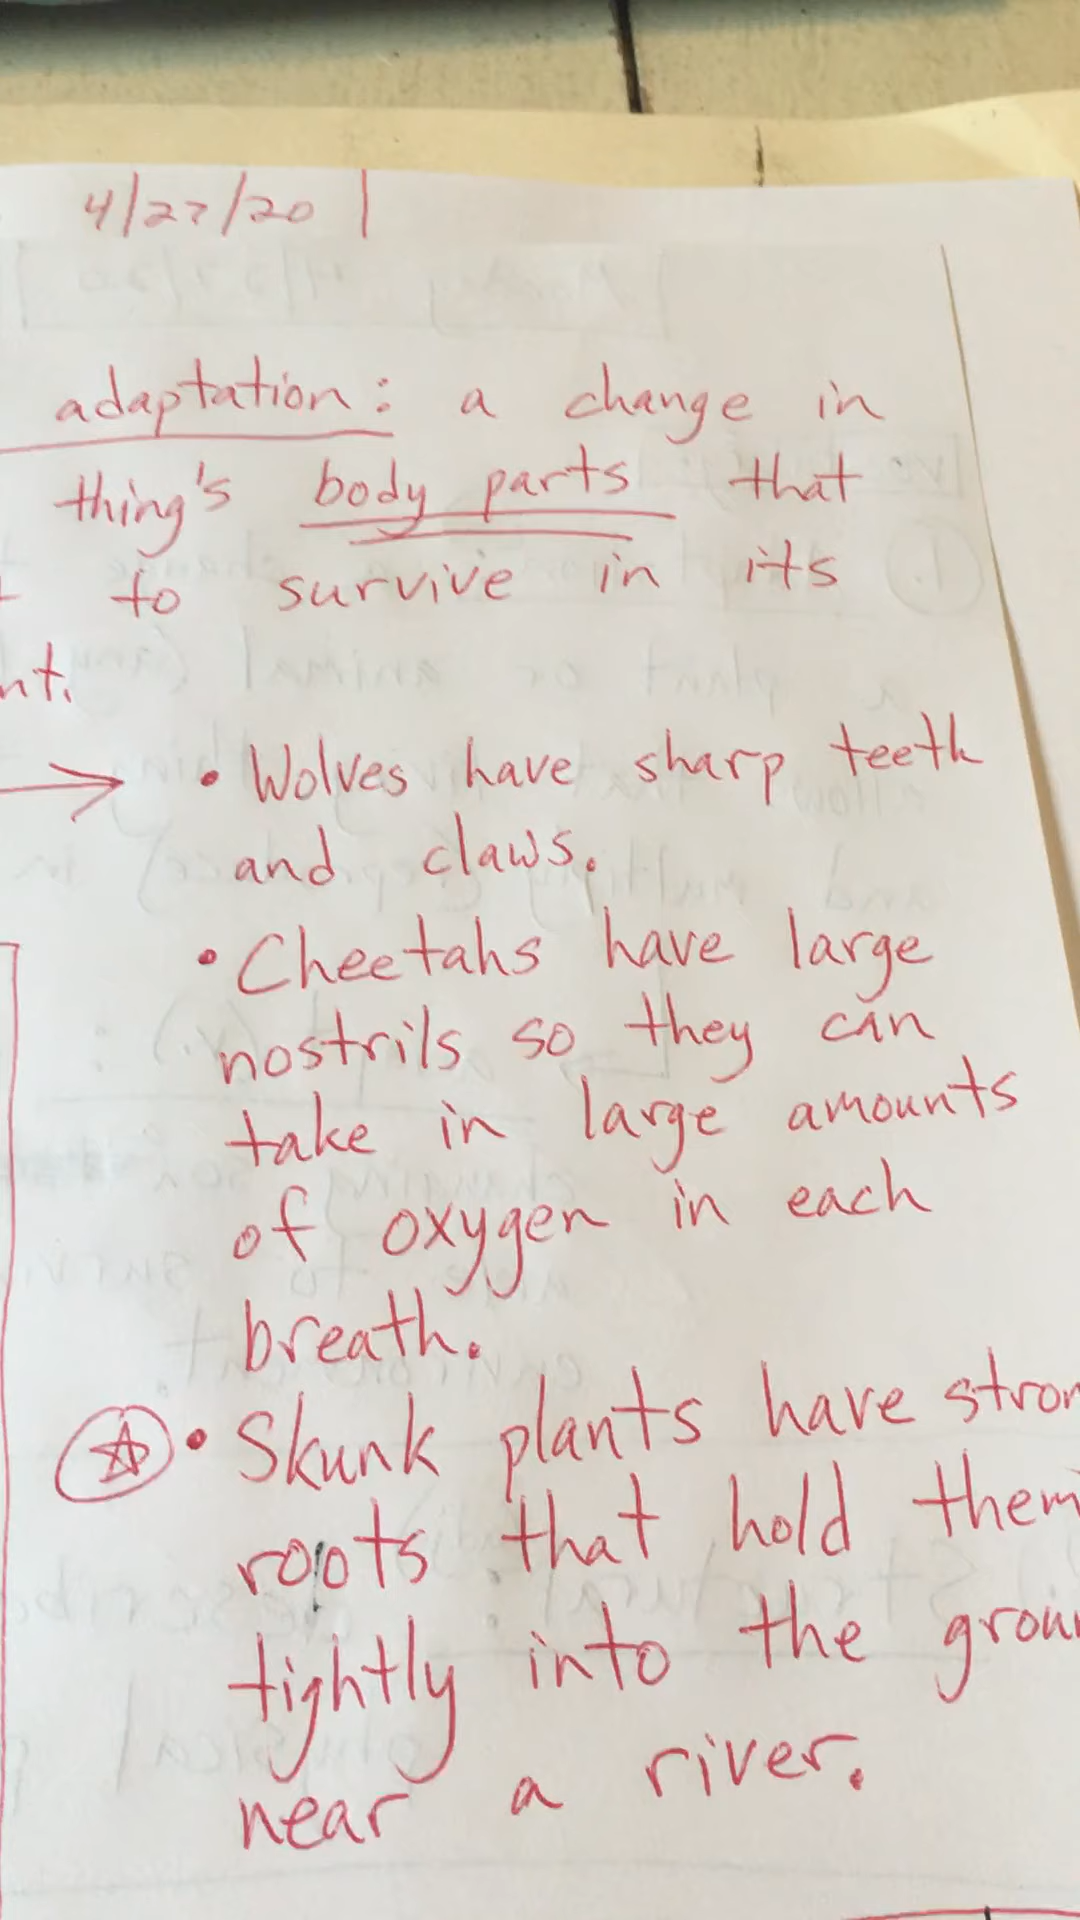 4/27/20
adaptation: a change in
thing's body parts that
to survive in its
nt.
• Wolves have sharp teeth
and claws.
• Cheetahs have large
nostrils so they can
take in large amounts
of oxygen in each
breath.
• Skunk plants have stron
roots that hold them
tightly into the groun
near a river.